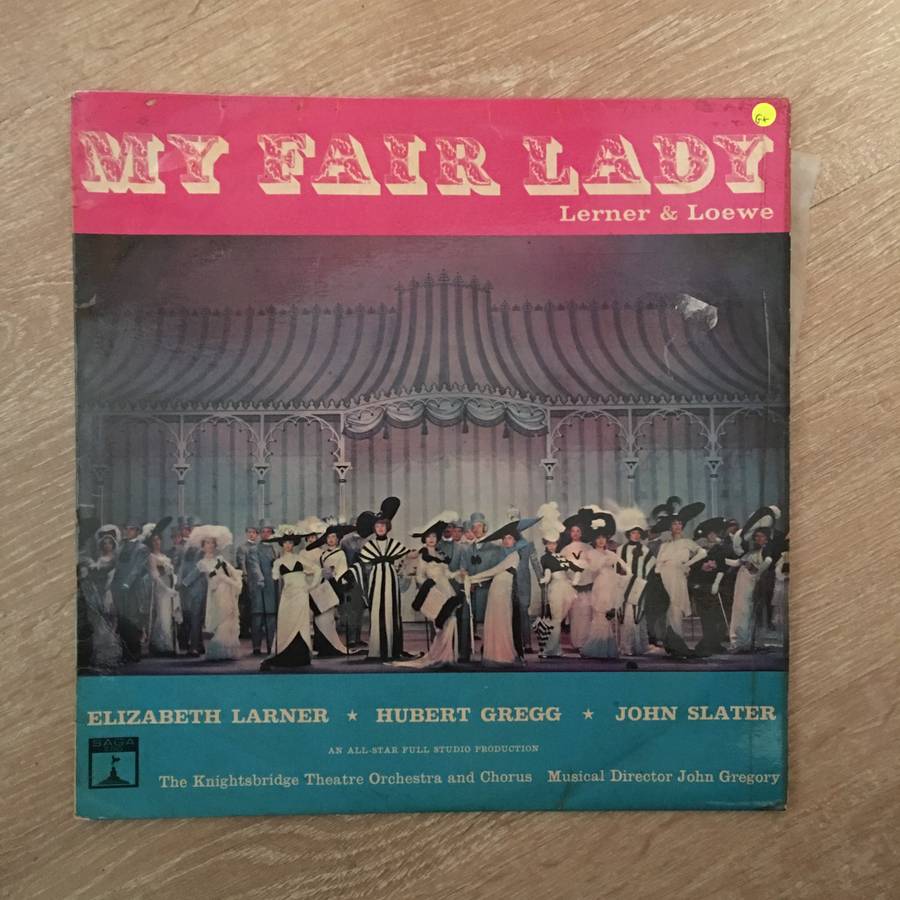 G+
MY FAIR LADY
Lerner & Loewe
ELIZABETH LARNER ★ HUBERT GREGG ★ JOHN SLATER
AN ALL-STAR FULL STUDIO PRODUCTION
SAGA
The Knightsbridge Theatre Orchestra and Chorus Musical Director John Gregory